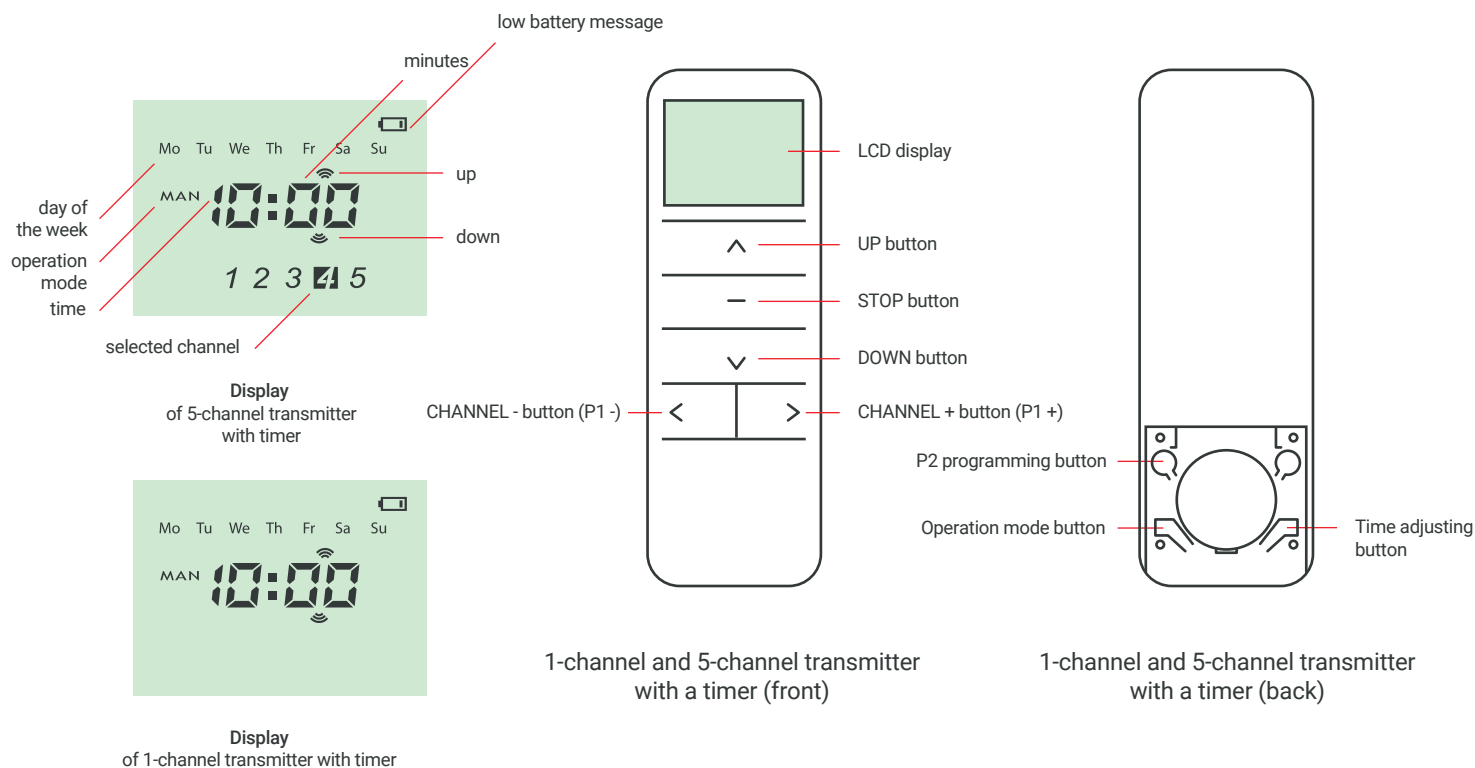 low battery message
minutes
Mo Tu We Th Fr Sa Su
up
MAN 10:00
day of
the week
down
operation
mode
1 2 3 4 5
time
selected channel
Display
of 5-channel transmitter
with timer
Mo Tu We Th Fr Sa Su
MAN 10:00
Display
of 1-channel transmitter with timer
LCD display
UP button
STOP button
DOWN button
CHANNEL - button (P1 -)
CHANNEL + button (P1 +)
1-channel and 5-channel transmitter
with a timer (front)
P2 programming button
Operation mode button
Time adjusting
button
1-channel and 5-channel transmitter
with a timer (back)